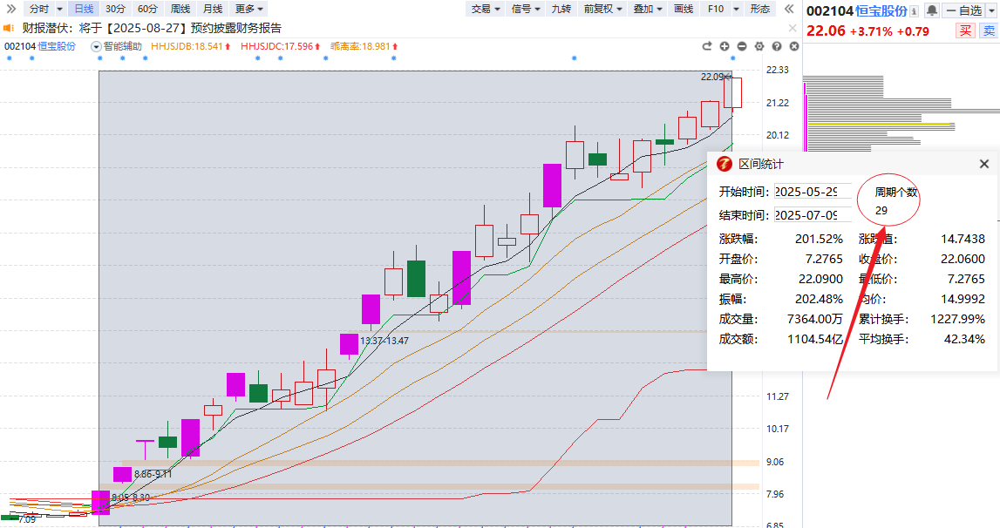 分时 日线 30分 60分 周线 月线 更多 交易 信号 九转 前复权 叠加 画线 F10 形态
002104 恒宝股份 自选
财报潜伏：将于【2025-08-27】预约披露财务报告
22.06 +3.71% +0.79 买 卖
002104 恒宝股份 智能辅助 HHJSJDB:18.541 HHJSJDC:17.596 乖离率:18.981
22.33
22.09
21.22
20.12
区间统计
开始时间: 2025-05-29 周期个数
29
结束时间: 2025-07-09
涨跌幅: 201.52% 涨跌值: 14.7438
开盘价: 7.2765 收盘价: 22.0600
最高价: 22.0900 最低价: 7.2765
振幅: 202.48% 均价: 14.9992
成交量: 7364.00万 累计换手: 1227.99%
成交额: 1104.54亿 平均换手: 42.34%
13.37-13.47
11.27
10.17
9.06
8.86-9.11
7.96
8.05-8.30
7.09
6.85